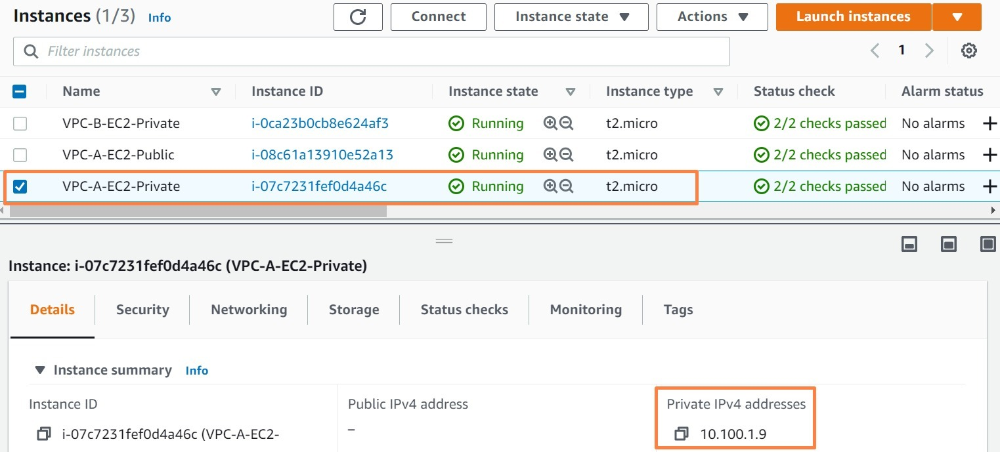 Instances (1/3) Info Connect Instance state Actions Launch instances
Filter instances 1
Name Instance ID Instance state Instance type Status check Alarm status
VPC-B-EC2-Private i-0ca23b0cb8e624af3 Running t2.micro 2/2 checks passed No alarms
VPC-A-EC2-Public i-08c61a13910e52a13 Running t2.micro 2/2 checks passed No alarms
VPC-A-EC2-Private i-07c7231fef0d4a46c Running t2.micro 2/2 checks passed No alarms
Instance: i-07c7231fef0d4a46c (VPC-A-EC2-Private)
Details Security Networking Storage Status checks Monitoring Tags
Instance summary Info
Instance ID Public IPv4 address Private IPv4 addresses
i-07c7231fef0d4a46c (VPC-A-EC2- – 10.100.1.9